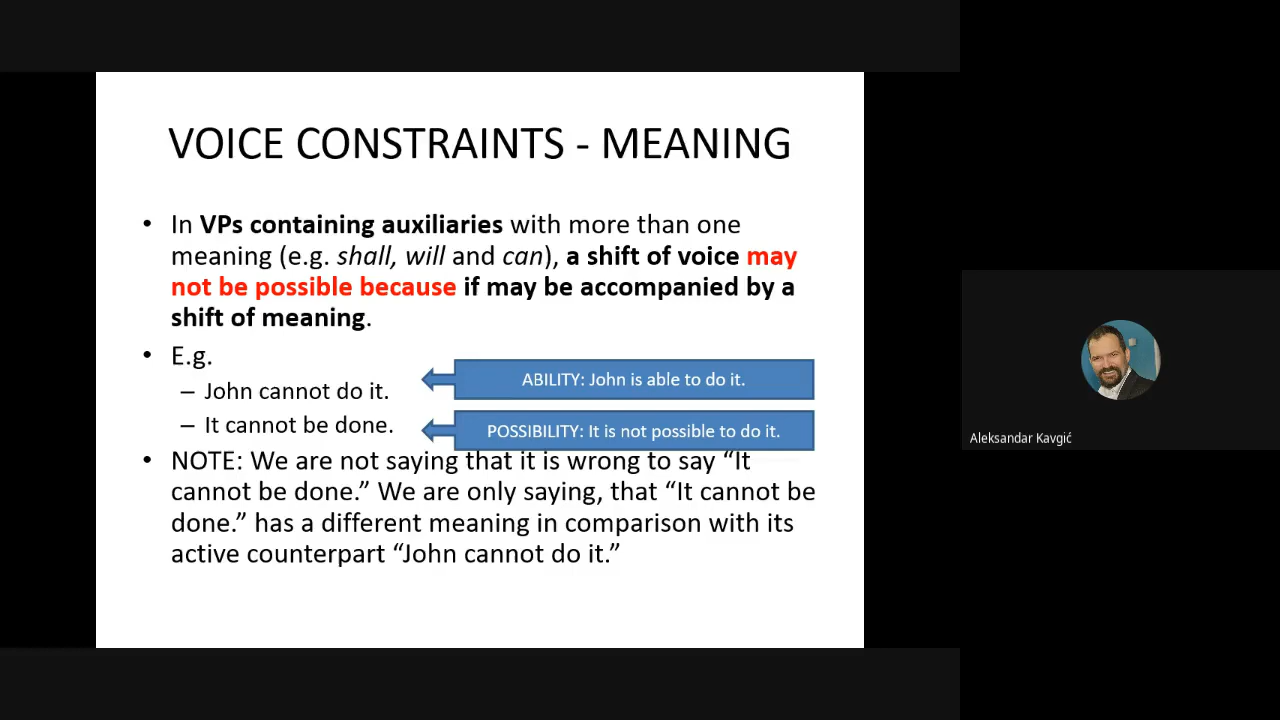 VOICE CONSTRAINTS - MEANING
• In VPs containing auxiliaries with more than one
meaning (e.g. shall, will and can), a shift of voice may
not be possible because if may be accompanied by a
shift of meaning.
• E.g.
– John cannot do it.
ABILITY: John is able to do it.
– It cannot be done.
POSSIBILITY: It is not possible to do it.
• NOTE: We are not saying that it is wrong to say “It
cannot be done.” We are only saying, that “It cannot be
done.” has a different meaning in comparison with its
active counterpart “John cannot do it.”
Aleksandar Kavgić